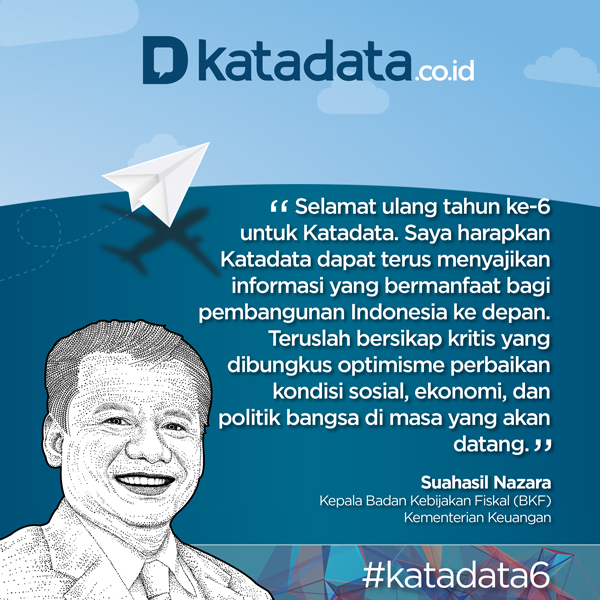 katadata.co.id
“ Selamat ulang tahun ke-6
untuk Katadata. Saya harapkan
Katadata dapat terus menyajikan
informasi yang bermanfaat bagi
pembangunan Indonesia ke depan.
Teruslah bersikap kritis yang
dibungkus optimisme perbaikan
kondisi sosial, ekonomi, dan
politik bangsa di masa yang akan
datang. ”
Suahasil Nazara
Kepala Badan Kebijakan Fiskal (BKF)
Kementerian Keuangan
#katadata6